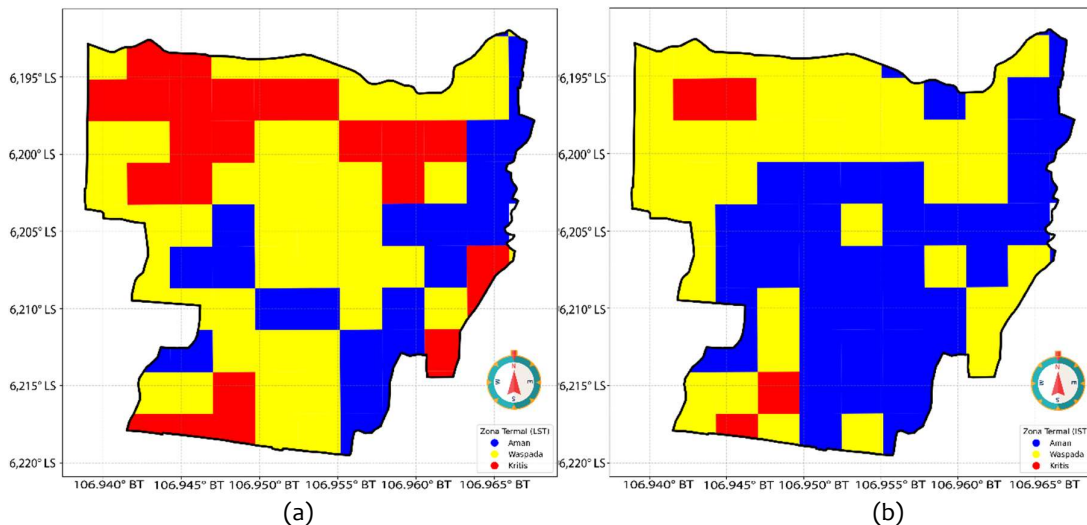 6,195° LS
6,200° LS
6,205° LS
6,210° LS
6,215° LS
6,220° LS
106.940° BT 106.945° BT 106.950° BT 106.955° BT 106.960° BT 106.965° BT
N
E
S
W
Zona Termal (LST)
Aman
Waspada
Kritis
(a)
6,195° LS
6,200° LS
6,205° LS
6,210° LS
6,215° LS
6,220° LS
106.940° BT 106.945° BT 106.950° BT 106.955° BT 106.960° BT 106.965° BT
N
E
S
W
Zona Termal (IST)
Aman
Waspada
Kritis
(b)